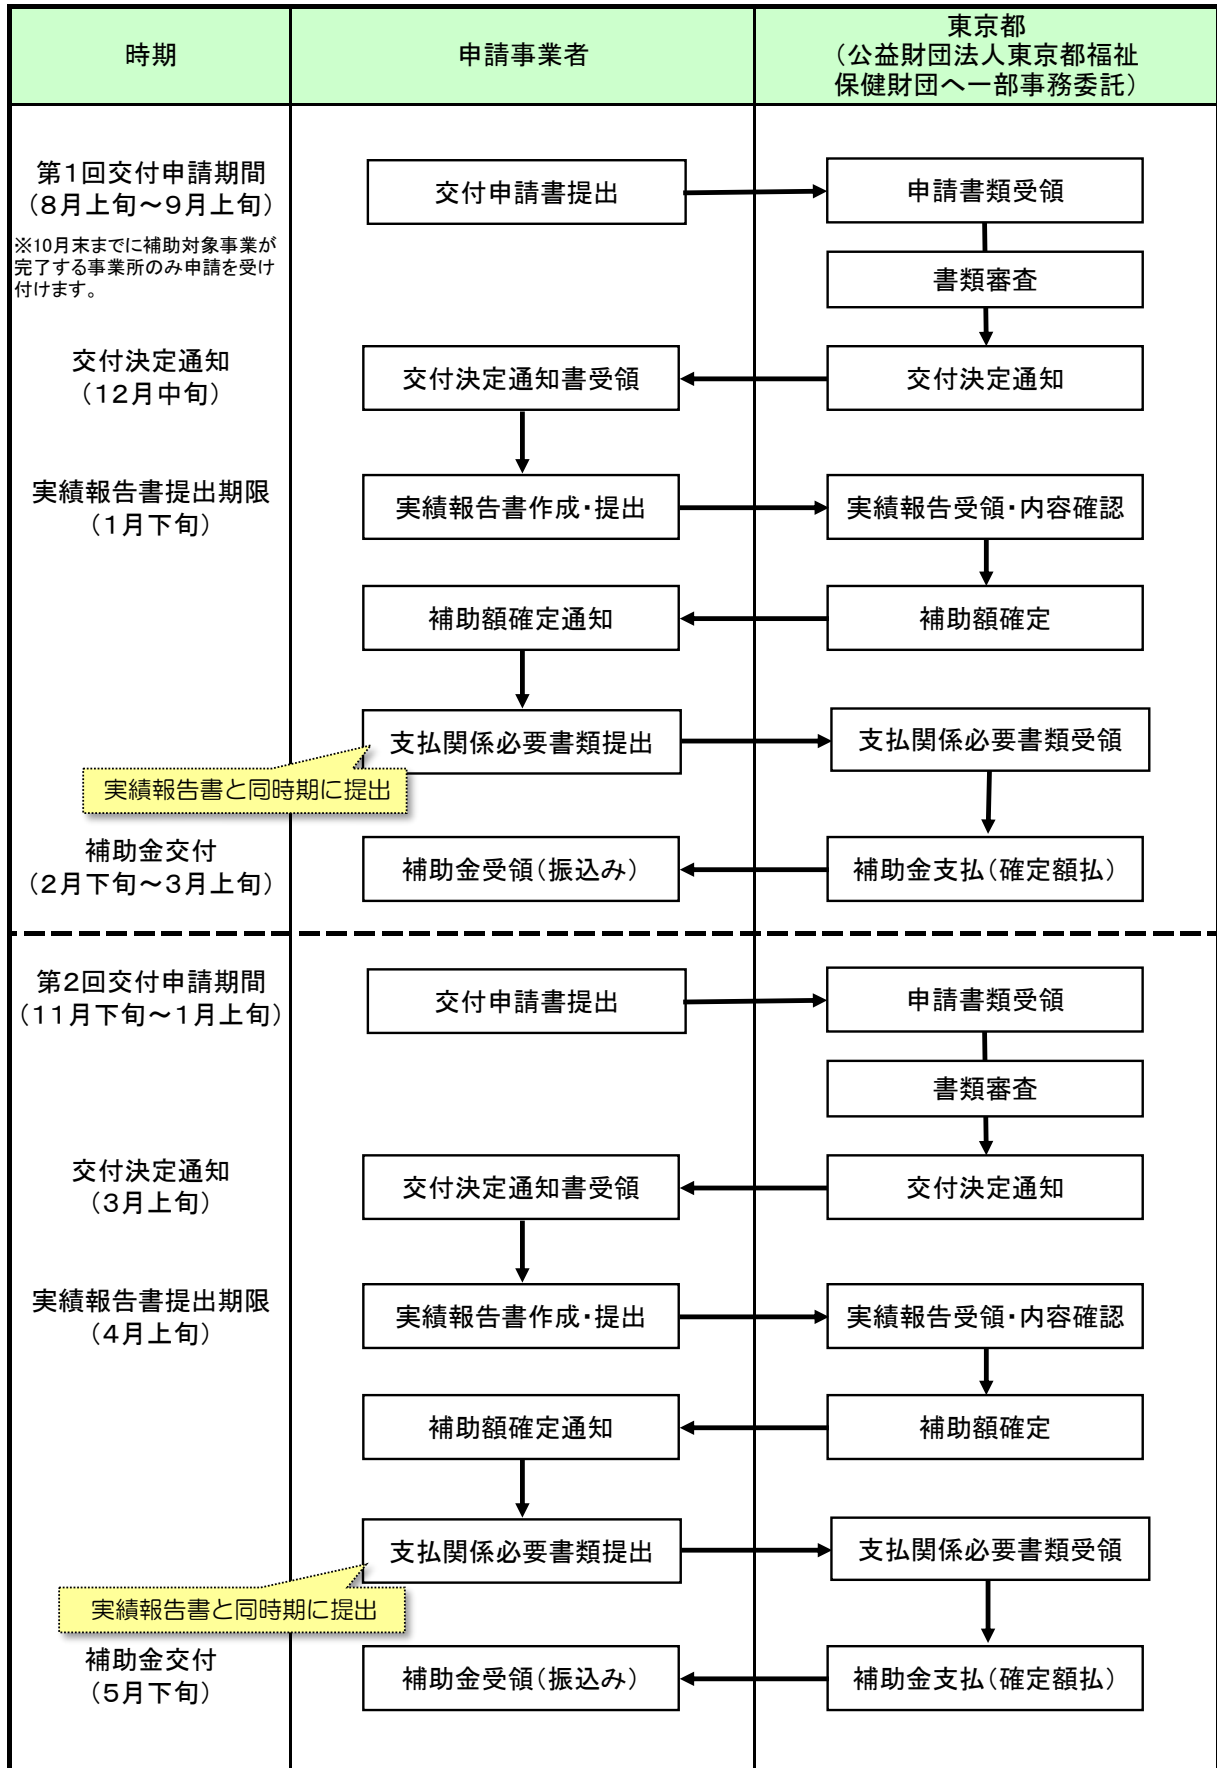 時期
申請事業者
東京都
(公益財団法人東京都福祉
保健財団へ一部事務委託)
第1回交付申請期間
(8月上旬～9月上旬)
※10月末までに補助対象事業が
完了する事業所のみ申請を受け
付けます。
交付申請書提出
申請書類受領
書類審査
交付決定通知
(12月中旬)
交付決定通知書受領
交付決定通知
実績報告書提出期限
(1月下旬)
実績報告書作成・提出
実績報告受領・内容確認
補助額確定通知
補助額確定
支払関係必要書類提出
支払関係必要書類受領
実績報告書と同時期に提出
補助金交付
(2月下旬～3月上旬)
補助金受領(振込み)
補助金支払(確定額払)
第2回交付申請期間
(11月下旬～1月上旬)
交付申請書提出
申請書類受領
書類審査
交付決定通知
(3月上旬)
交付決定通知書受領
交付決定通知
実績報告書提出期限
(4月上旬)
実績報告書作成・提出
実績報告受領・内容確認
補助額確定通知
補助額確定
支払関係必要書類提出
支払関係必要書類受領
実績報告書と同時期に提出
補助金交付
(5月下旬)
補助金受領(振込み)
補助金支払(確定額払)